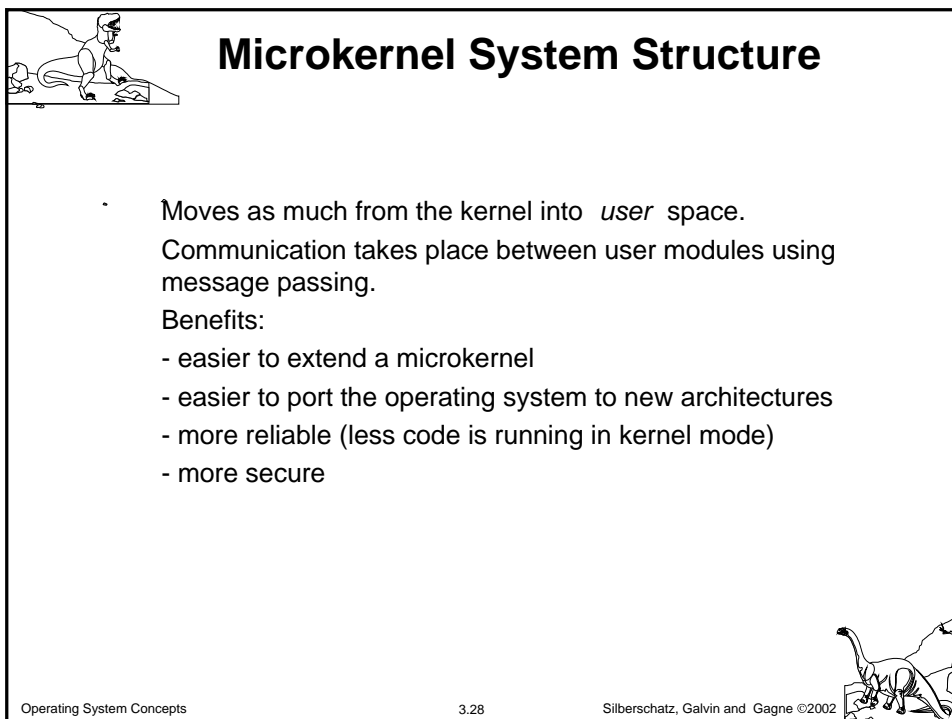 Microkernel System Structure
Moves as much from the kernel into user space.
Communication takes place between user modules using
message passing.
Benefits:
- easier to extend a microkernel
- easier to port the operating system to new architectures
- more reliable (less code is running in kernel mode)
- more secure
Operating System Concepts
3.28
Silberschatz, Galvin and Gagne ©2002